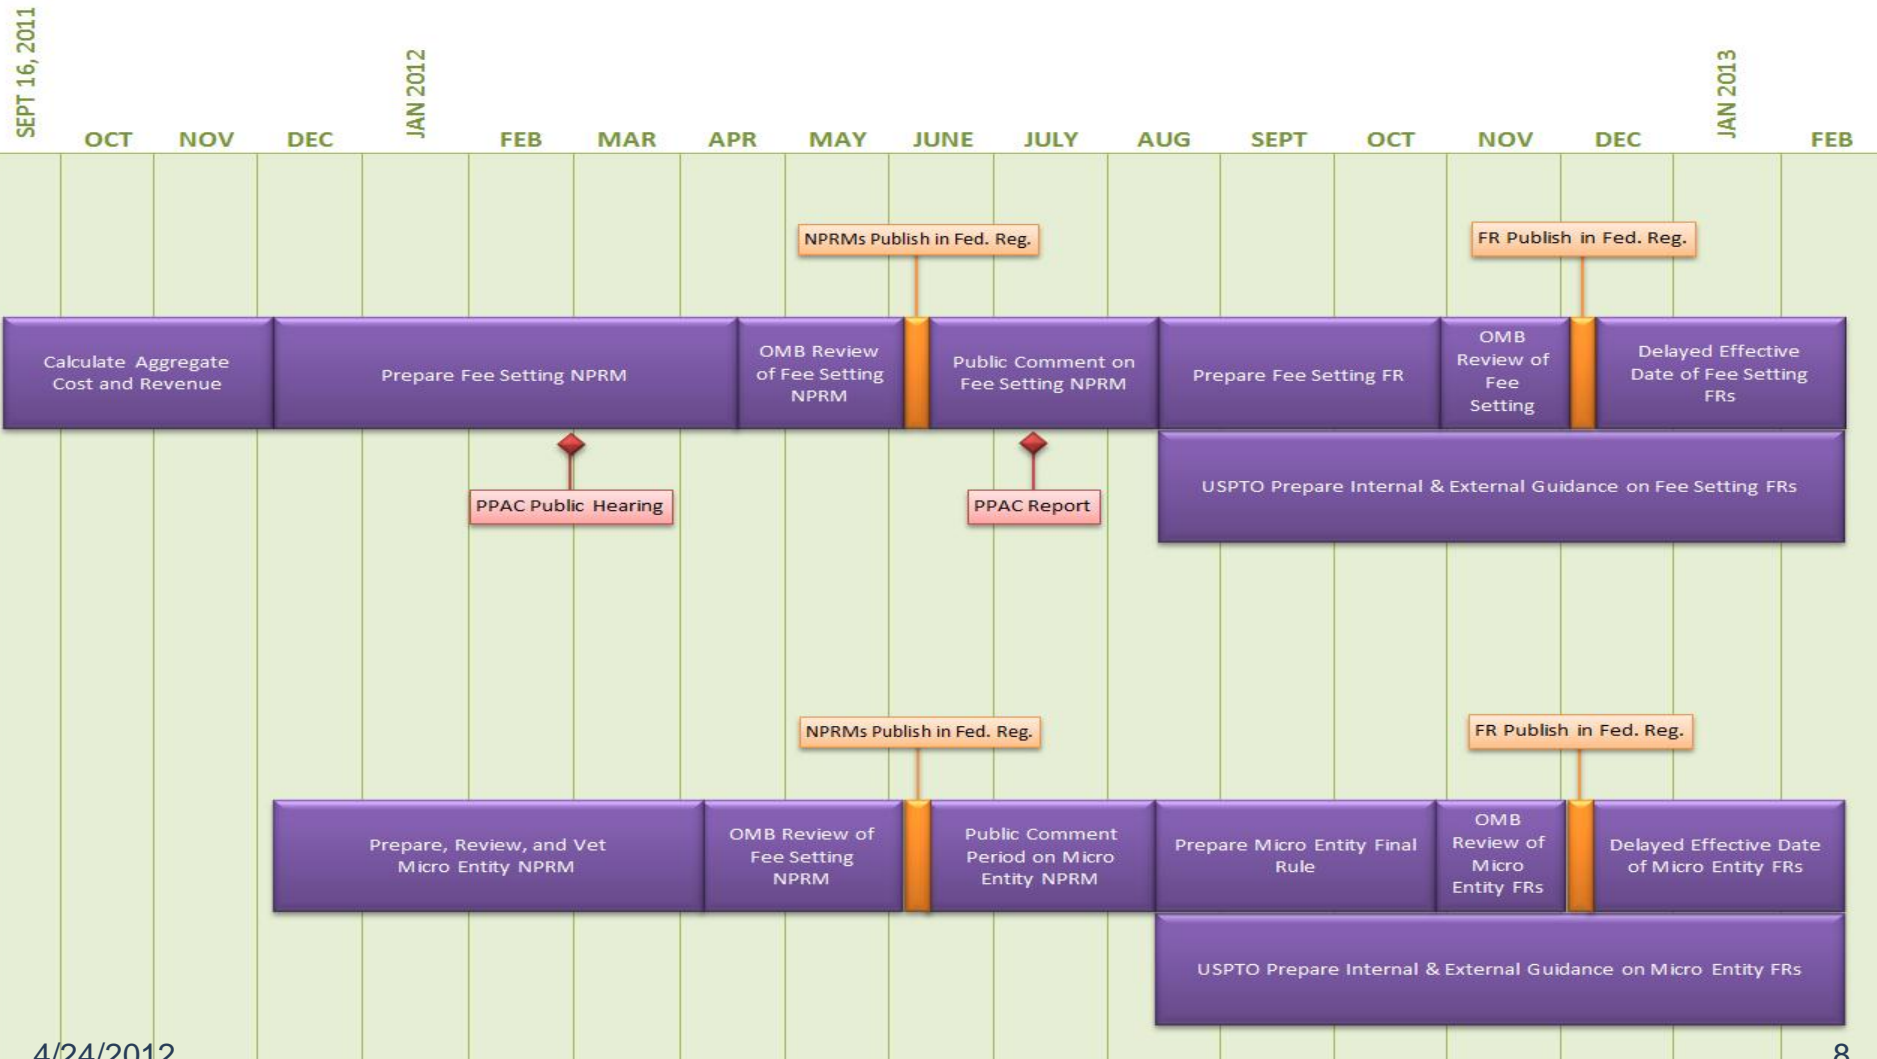 SEPT 16, 2011
OCT
NOV
DEC
JAN 2012
FEB
MAR
APR
MAY
JUNE
JULY
AUG
SEPT
OCT
NOV
DEC
JAN 2013
FEB
NPRMs Publish in Fed. Reg.
FR Publish in Fed. Reg.
Calculate Aggregate
Cost and Revenue
Prepare Fee Setting NPRM
OMB Review
of Fee Setting
NPRM
Public Comment on
Fee Setting NPRM
Prepare Fee Setting FR
OMB
Review of
Fee
Setting
Delayed Effective
Date of Fee Setting
FRs
PPAC Public Hearing
PPAC Report
USPTO Prepare Internal & External Guidance on Fee Setting FRs
NPRMs Publish in Fed. Reg.
FR Publish in Fed. Reg.
Prepare, Review, and Vet
Micro Entity NPRM
OMB Review of
Fee Setting
NPRM
Public Comment
Period on Micro
Entity NPRM
Prepare Micro Entity Final
Rule
OMB
Review of
Micro
Entity FRs
Delayed Effective Date
of Micro Entity FRs
USPTO Prepare Internal & External Guidance on Micro Entity FRs
4/24/2012
8